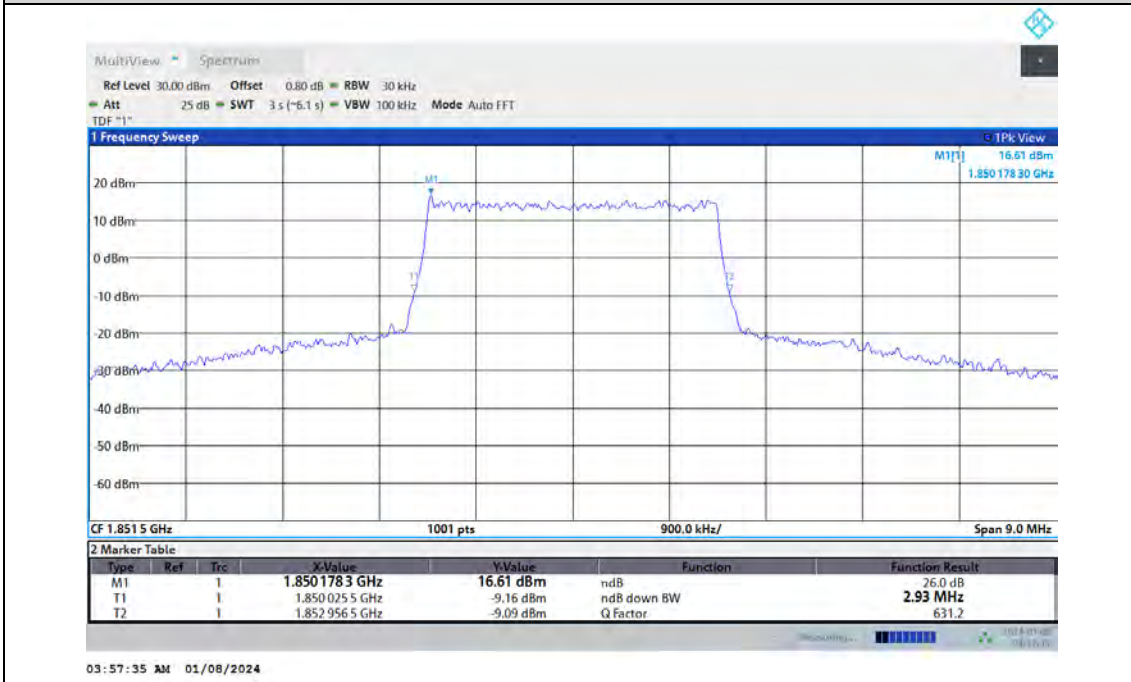 MultiView Spectrum
Ref Level 30.00 dBm Offset 0.80 dB RBW 30 kHz
Att 25 dB SWT 3 s (~6.1 s) VBW 100 kHz Mode Auto FFT
TDF "1"
1 Frequency Sweep 1Pk View
M1[1] 16.61 dBm
1.850 178 30 GHz
M1
20 dBm
10 dBm
0 dBm
T1 T2
-10 dBm
-20 dBm
-30 dBm
-40 dBm
-50 dBm
-60 dBm
CF 1.851 5 GHz 1001 pts 900.0 kHz/ Span 9.0 MHz
2 Marker Table
Type Ref Trc X-Value Y-Value Function Function Result
M1 1 1.850 178 3 GHz 16.61 dBm ndB 26.0 dB
T1 1 1.850 025 5 GHz -9.16 dBm ndB down BW 2.93 MHz
T2 1 1.852 956 5 GHz -9.09 dBm Q Factor 631.2
03:57:35 AM 01/08/2024